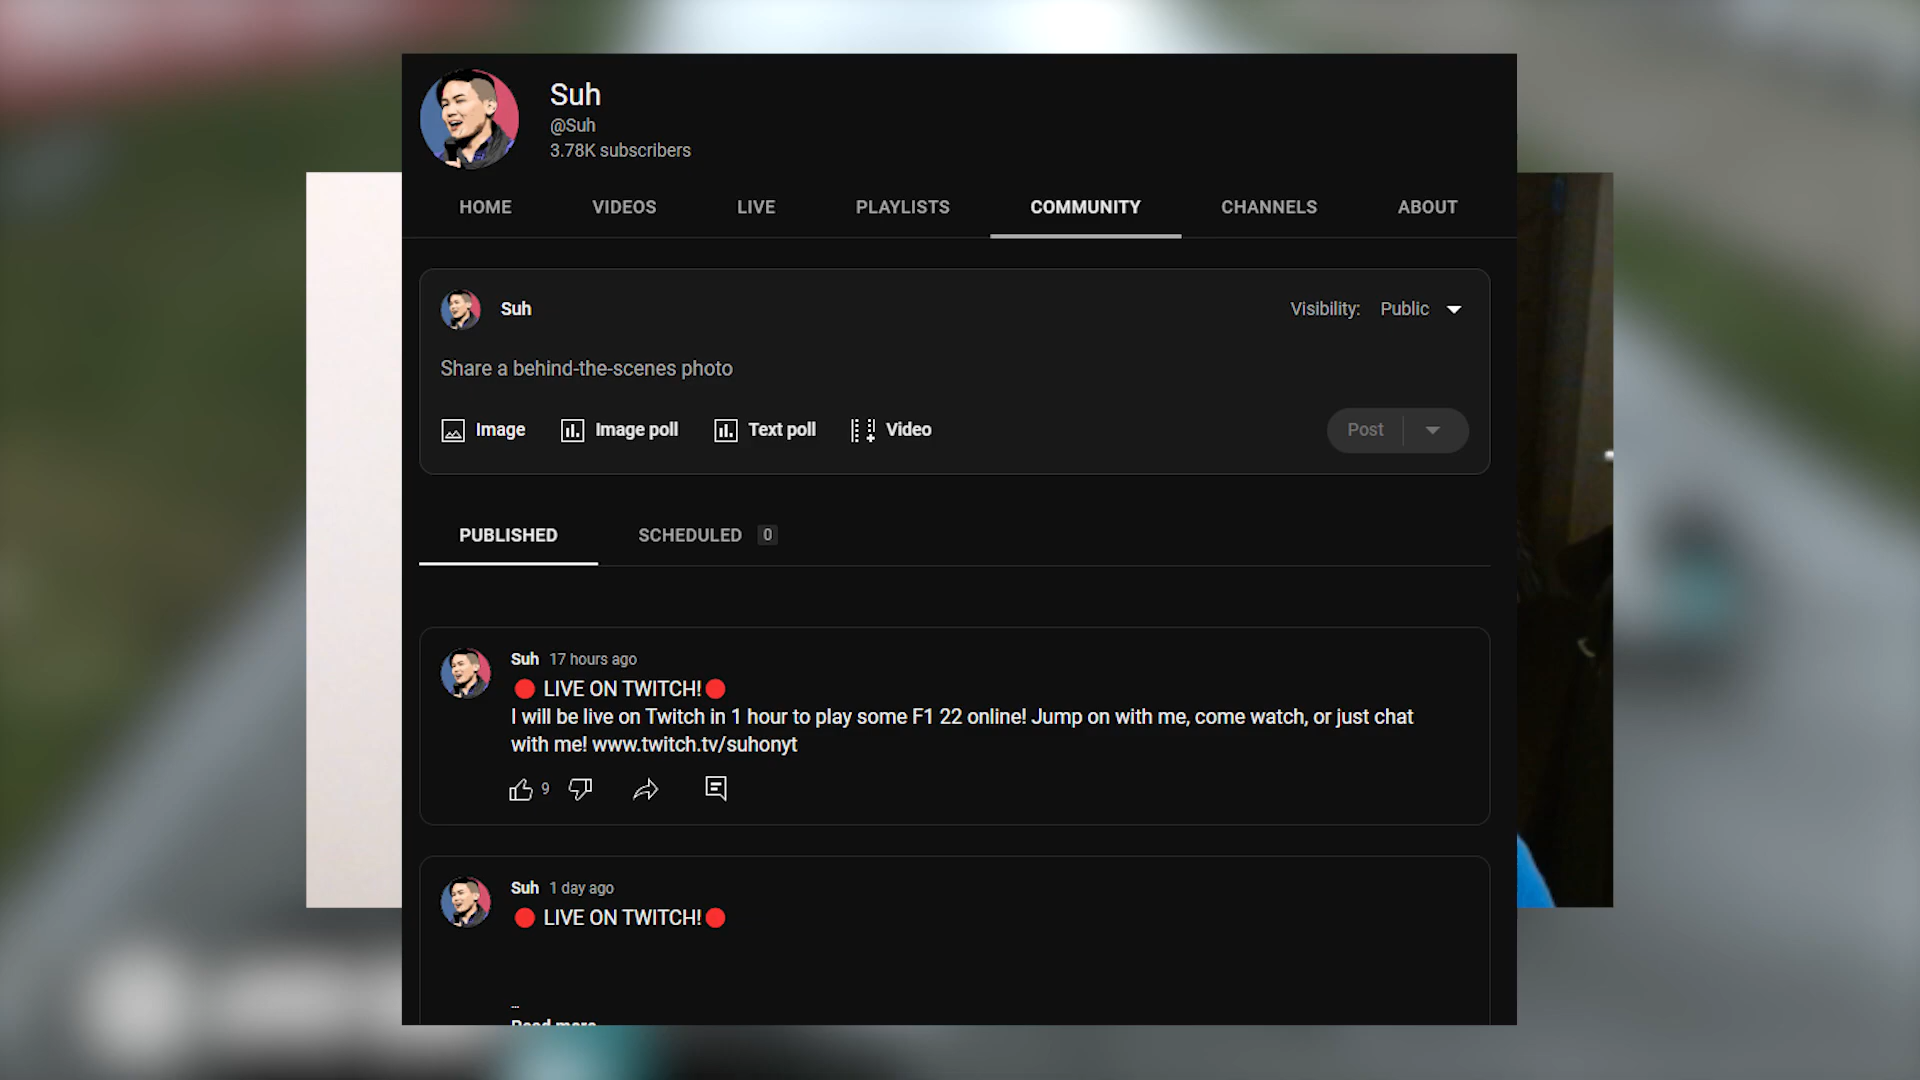 Suh
@Suh
3.78K subscribers
HOME VIDEOS LIVE PLAYLISTS COMMUNITY CHANNELS ABOUT
Suh Visibility: Public
Share a behind-the-scenes photo
Image Image poll Text poll Video Post
PUBLISHED SCHEDULED 0
Suh 17 hours ago
🔴 LIVE ON TWITCH!🔴
I will be live on Twitch in 1 hour to play some F1 22 online! Jump on with me, come watch, or just chat
with me! www.twitch.tv/suhonyt
9
Suh 1 day ago
🔴 LIVE ON TWITCH!🔴
...
Read more